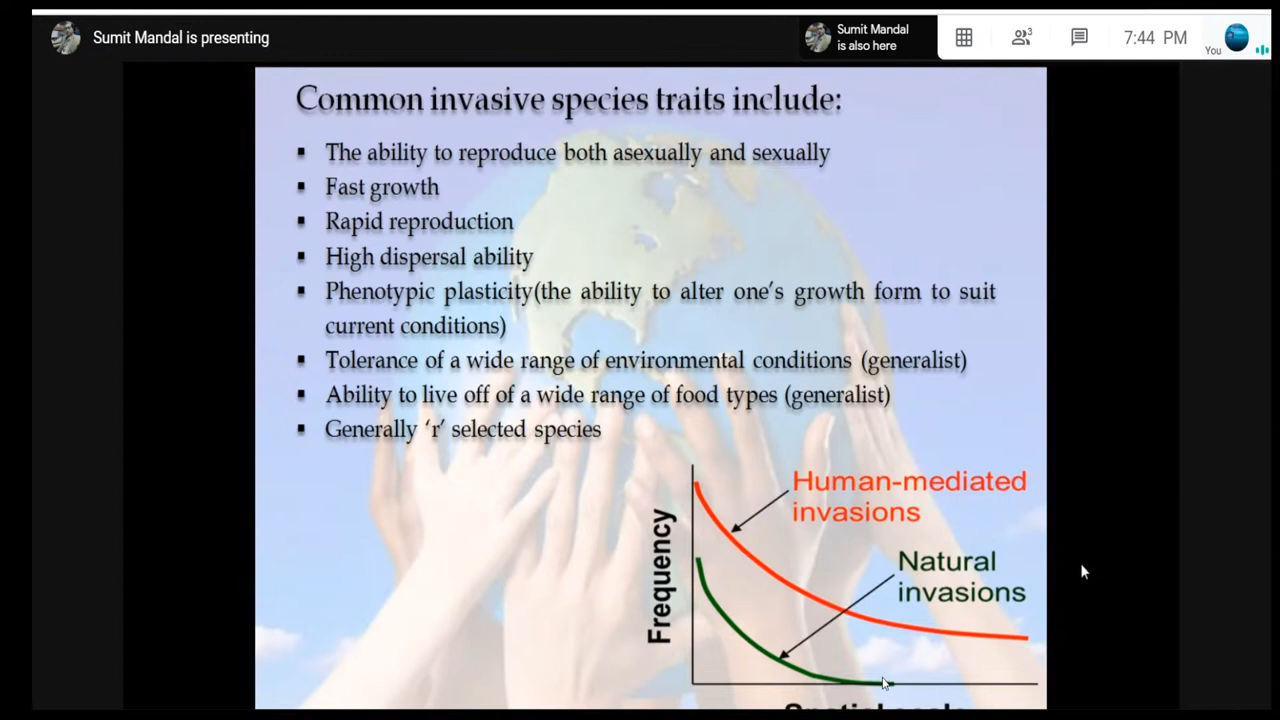 Sumit Mandal is presenting
Sumit Mandal
is also here
3
7:44 PM
You
Common invasive species traits include:
▪ The ability to reproduce both asexually and sexually
▪ Fast growth
▪ Rapid reproduction
▪ High dispersal ability
▪ Phenotypic plasticity(the ability to alter one’s growth form to suit
current conditions)
▪ Tolerance of a wide range of environmental conditions (generalist)
▪ Ability to live off of a wide range of food types (generalist)
▪ Generally ‘r’ selected species
Human-mediated
invasions
Natural
invasions
Frequency